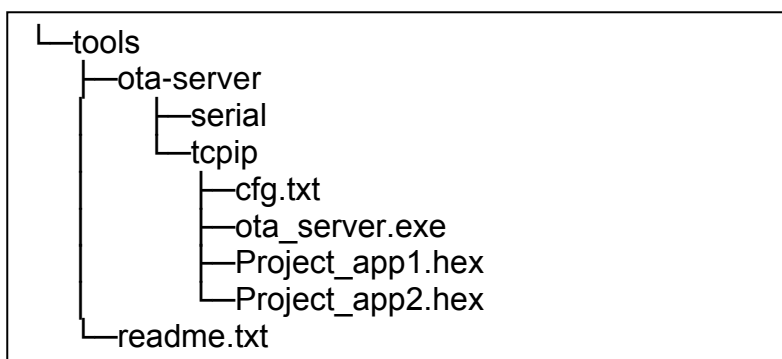 tools
ota-server
serial
tcpip
cfg.txt
ota_server.exe
Project_app1.hex
Project_app2.hex
readme.txt